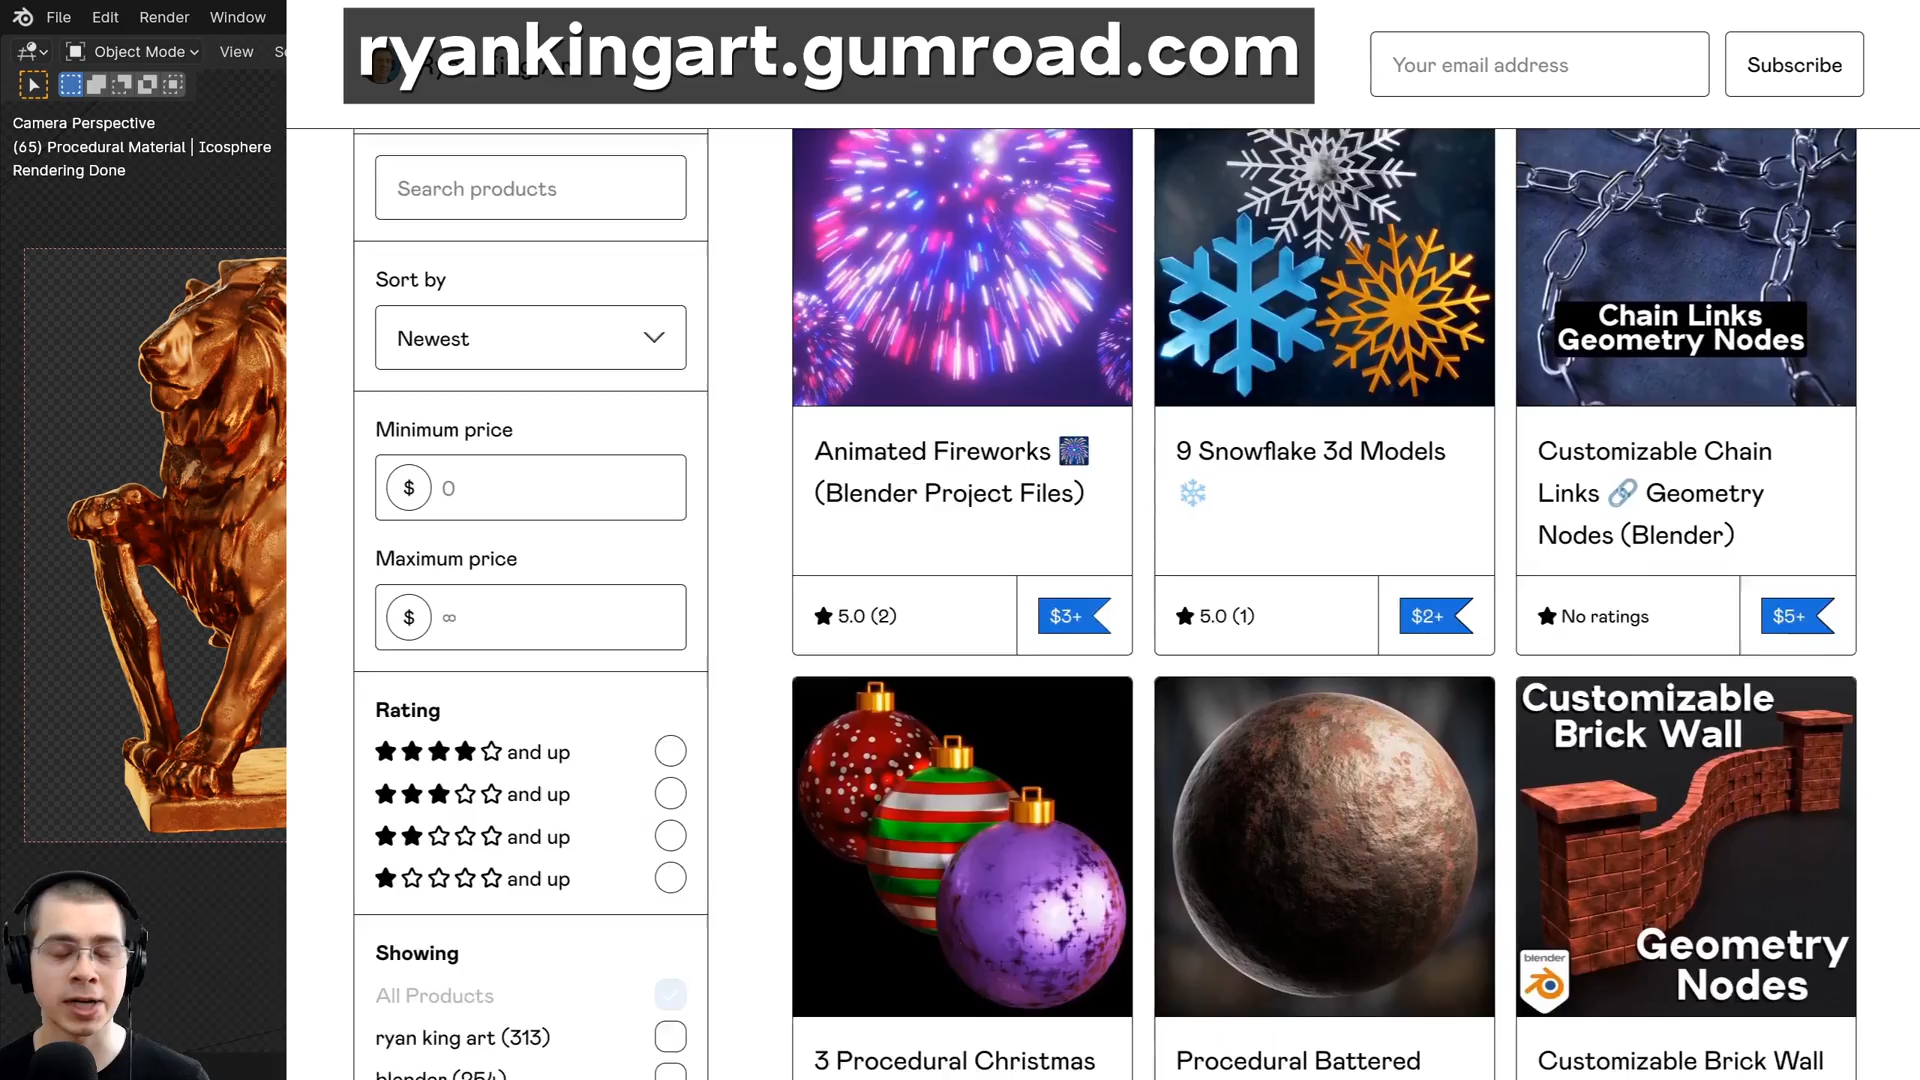 File Edit Render Window
Object Mode View
Camera Perspective
(65) Procedural Material | Icosphere
Rendering Done
ryankingart.gumroad.com
Your email address
Subscribe
Search products
Sort by
Newest
Minimum price
$ 0
Maximum price
$ ∞
Rating
and up
and up
and up
and up
Showing
All Products
ryan king art (313)
blender (254)
Chain Links
Geometry Nodes
Animated Fireworks 🎆
(Blender Project Files)
5.0 (2)
$3+
9 Snowflake 3d Models
❄️
5.0 (1)
$2+
Customizable Chain
Links 🔗 Geometry
Nodes (Blender)
No ratings
$5+
Customizable
Brick Wall
blender
Geometry
Nodes
3 Procedural Christmas
Procedural Battered
Customizable Brick Wall